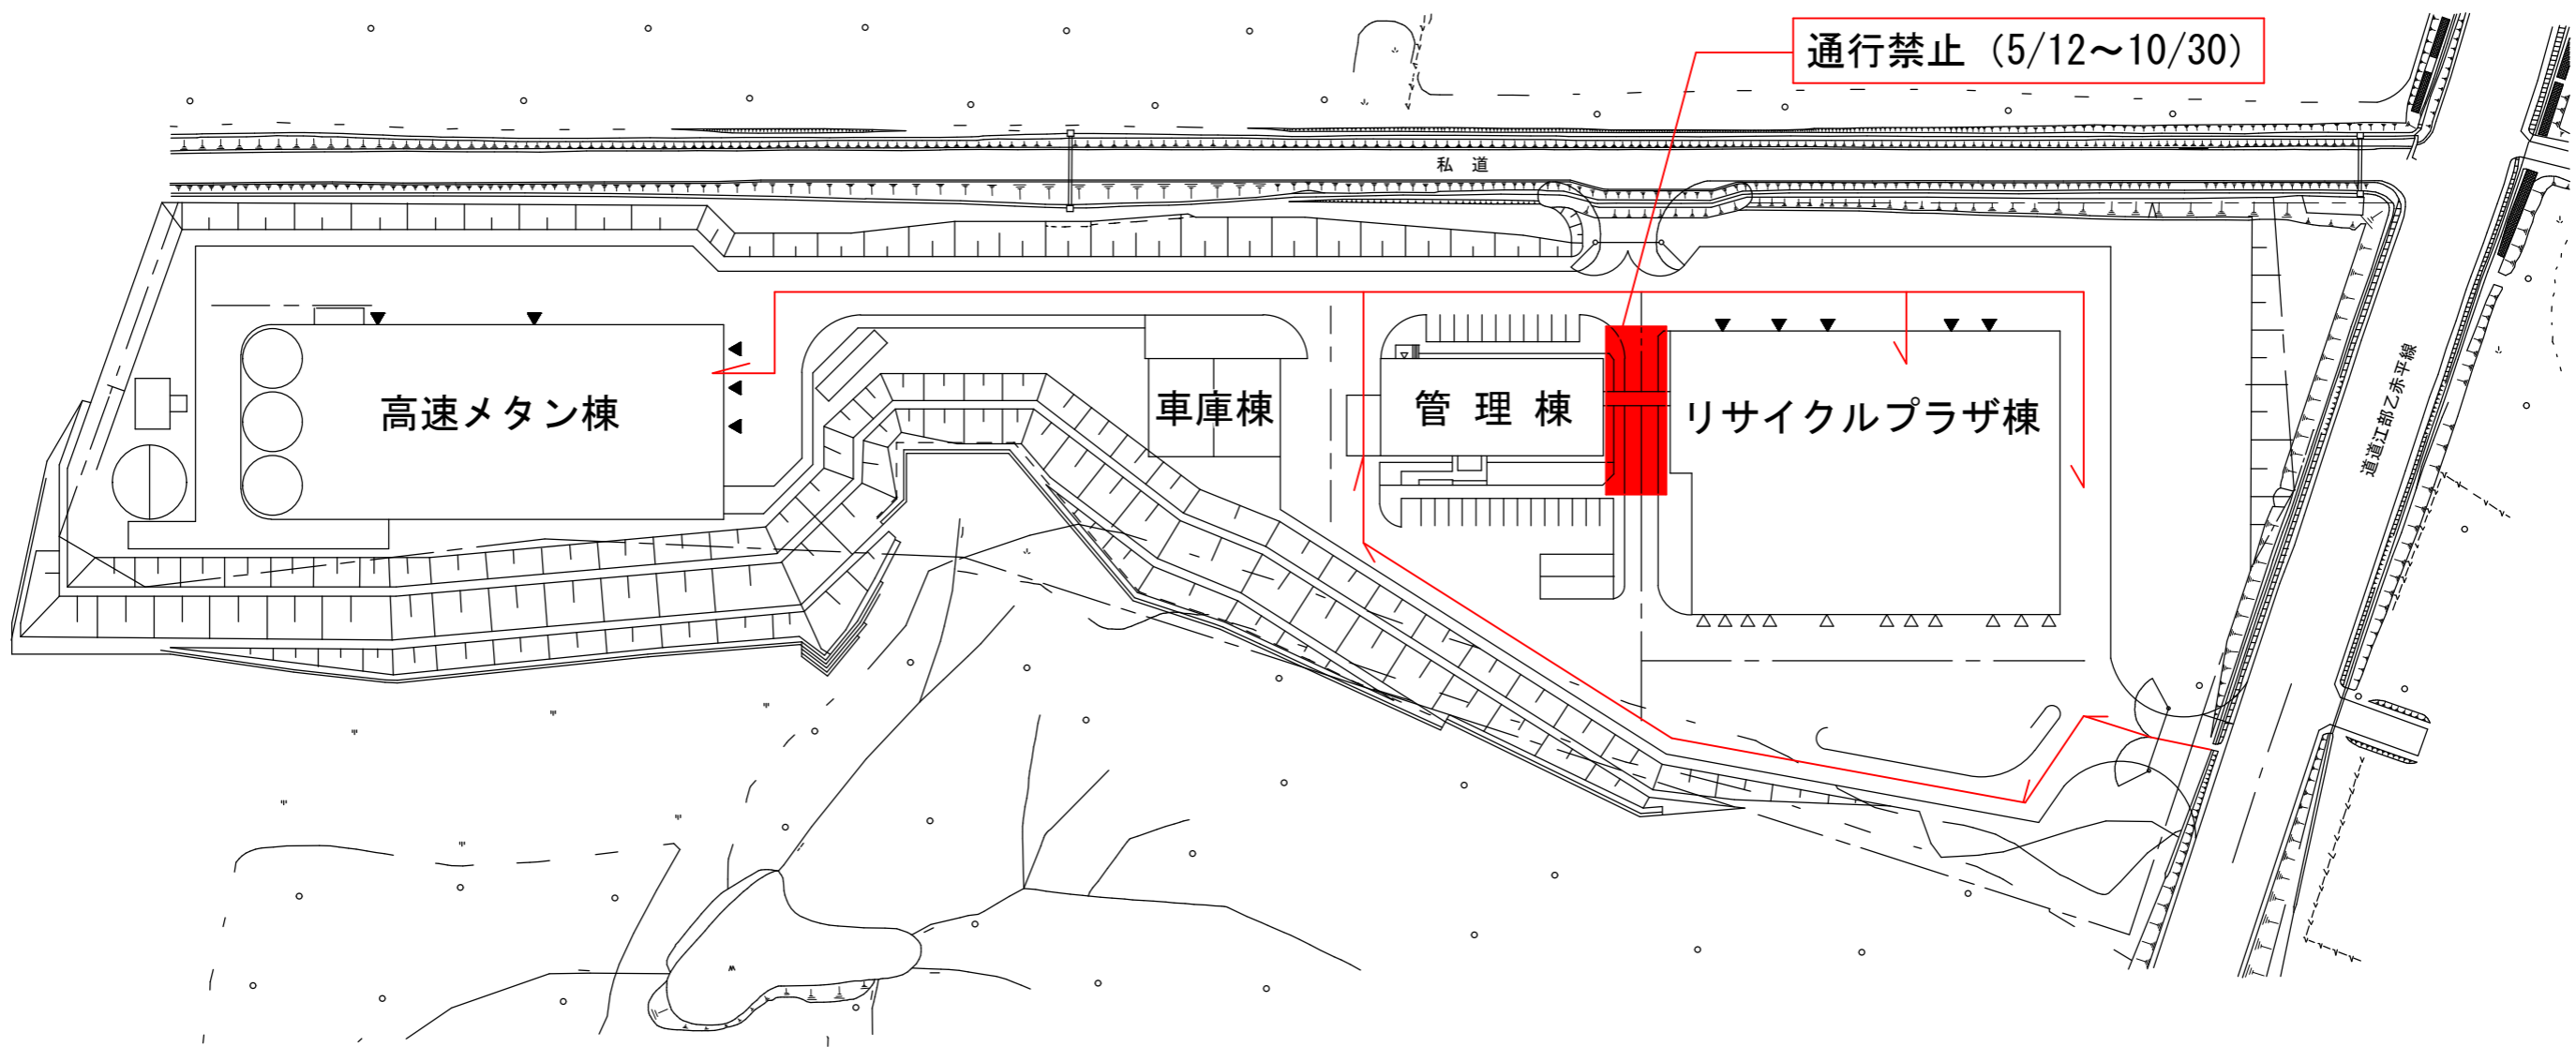 通行禁止（5/12～10/30）
私 道
道道江部乙赤平線
高速メタン棟
車庫棟
管 理 棟
リサイクルプラザ棟